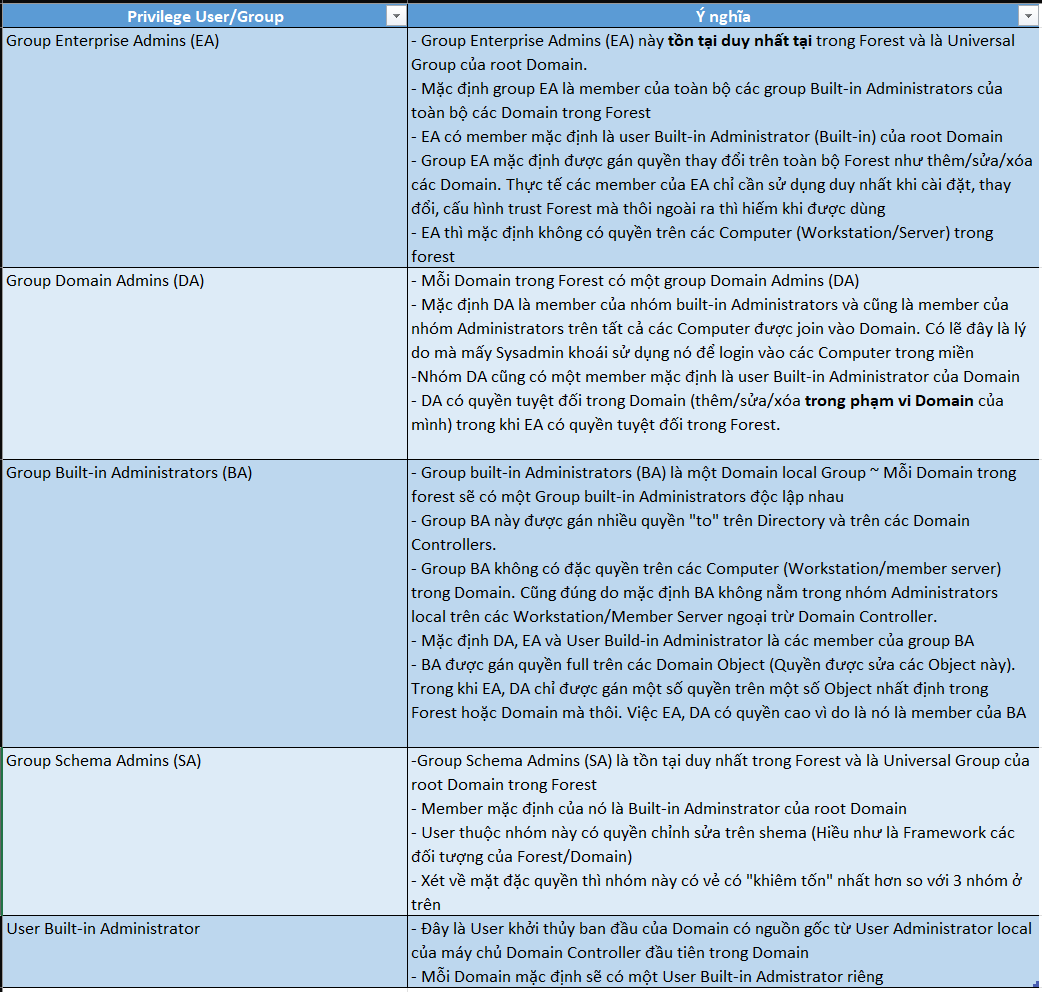 Privilege User/Group
Ý nghĩa
Group Enterprise Admins (EA)
- Group Enterprise Admins (EA) này tồn tại duy nhất tại trong Forest và là Universal
Group của root Domain.
- Mặc định group EA là member của toàn bộ các group Built-in Administrators của
toàn bộ các Domain trong Forest
- EA có member mặc định là user Built-in Administrator (Built-in) của root Domain
- Group EA mặc định được gán quyền thay đổi trên toàn bộ Forest như thêm/sửa/xóa
các Domain. Thực tế các member của EA chỉ cần sử dụng duy nhất khi cài đặt, thay
đổi, cấu hình trust Forest mà thôi ngoài ra thì hiếm khi được dùng
- EA thì mặc định không có quyền trên các Computer (Workstation/Server) trong
forest
Group Domain Admins (DA)
- Mỗi Domain trong Forest có một group Domain Admins (DA)
- Mặc định DA là member của nhóm built-in Administrators và cũng là member của
nhóm Administrators trên tất cả các Computer được join vào Domain. Có lẽ đây là lý
do mà mấy Sysadmin khoái sử dụng nó để login vào các Computer trong miền
-Nhóm DA cũng có một member mặc định là user Built-in Administrator của Domain
- DA có quyền tuyệt đối trong Domain (thêm/sửa/xóa trong phạm vi Domain của
mình) trong khi EA có quyền tuyệt đối trong Forest.
Group Built-in Administrators (BA)
- Group built-in Administrators (BA) là một Domain local Group ~ Mỗi Domain trong
forest sẽ có một Group built-in Administrators độc lập nhau
- Group BA này được gán nhiều quyền "to" trên Directory và trên các Domain
Controllers.
- Group BA không có đặc quyền trên các Computer (Workstation/member server)
trong Domain. Cũng đúng do mặc định BA không nằm trong nhóm Administrators
local trên các Workstation/Member Server ngoại trừ Domain Controller.
- Mặc định DA, EA và User Build-in Administrator là các member của group BA
- BA được gán quyền full trên các Domain Object (Quyền được sửa các Object này).
Trong khi EA, DA chỉ được gán một số quyền trên một số Object nhất định trong
Forest hoặc Domain mà thôi. Việc EA, DA có quyền cao vì do là nó là member của BA
Group Schema Admins (SA)
-Group Schema Admins (SA) là tồn tại duy nhất trong Forest và là Universal Group của
root Domain trong Forest
- Member mặc định của nó là Built-in Adminstrator của root Domain
- User thuộc nhóm này có quyền chỉnh sửa trên shema (Hiều như là Framework các
đối tượng của Forest/Domain)
- Xét về mặt đặc quyền thì nhóm này có vẻ có "khiêm tốn" nhất hơn so với 3 nhóm ở
trên
User Built-in Administrator
- Đây là User khởi thủy ban đầu của Domain có nguồn gốc từ User Administrator local
của máy chủ Domain Controller đầu tiên trong Domain
- Mỗi Domain mặc định sẽ có một User Built-in Admistrator riêng